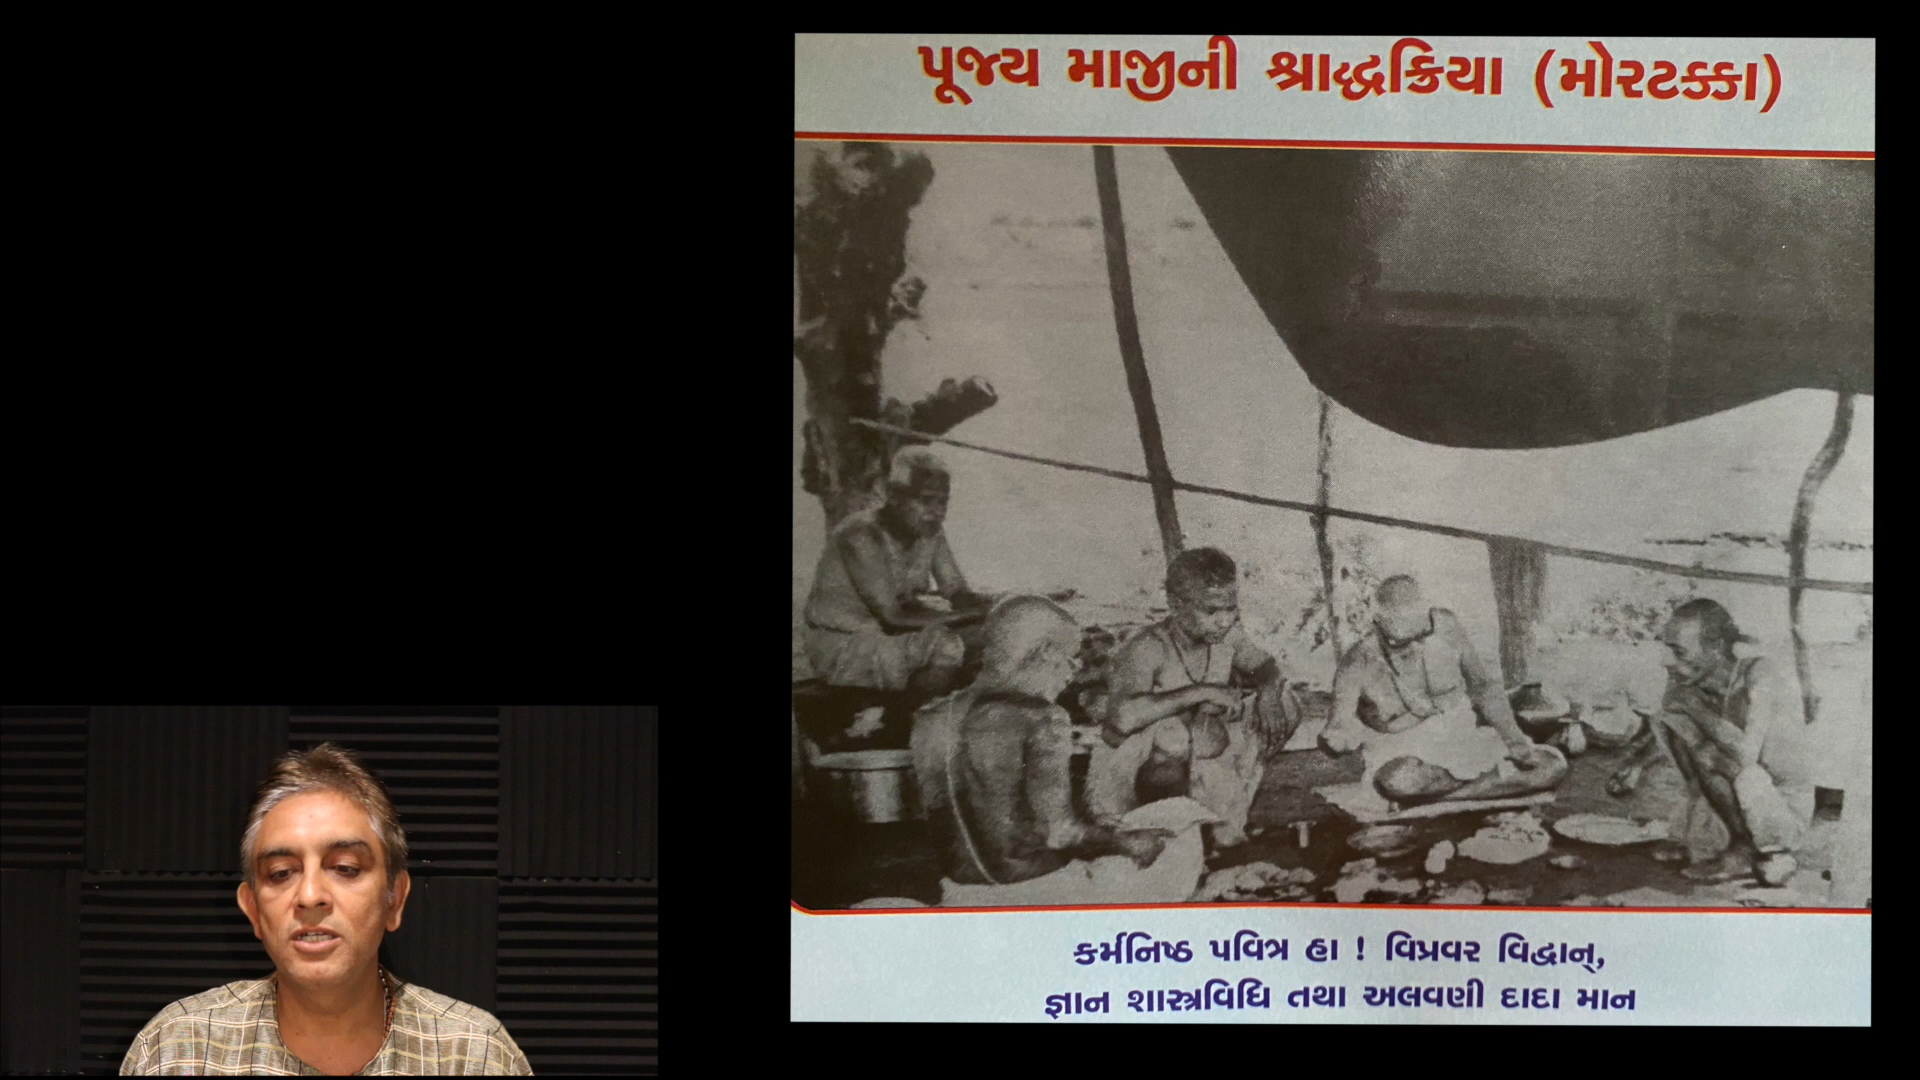 પૂજ્ય માજીની શ્રાદ્ધક્રિયા (મોરટક્કા)
કર્મનિષ્ઠ પવિત્ર હા ! વિપ્રવર વિદ્વાન્,
જ્ઞાન શાસ્ત્રવિધિ તથા અલવણી દાદા માન